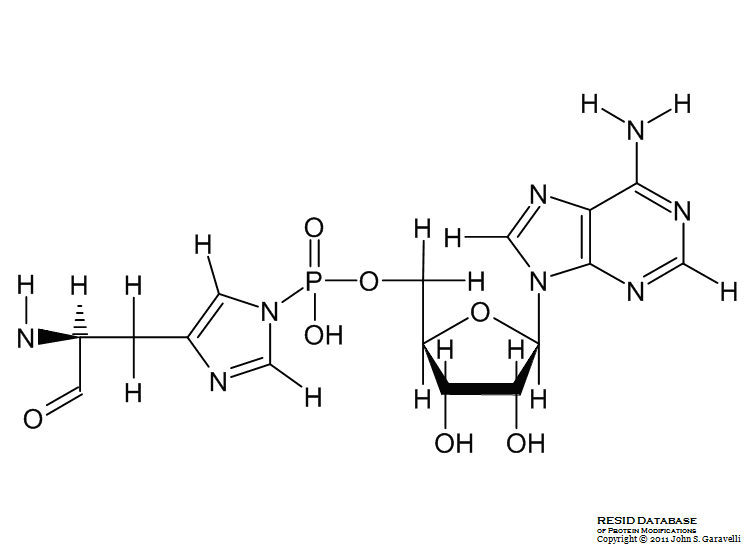 H H
N
N N
O H H
P O H N N H
H H H H N O
N OH H H
N H H H
O OH OH
RESID DATABASE
OF PROTEIN MODIFICATIONS
Copyright © 2011 John S. Garavelli